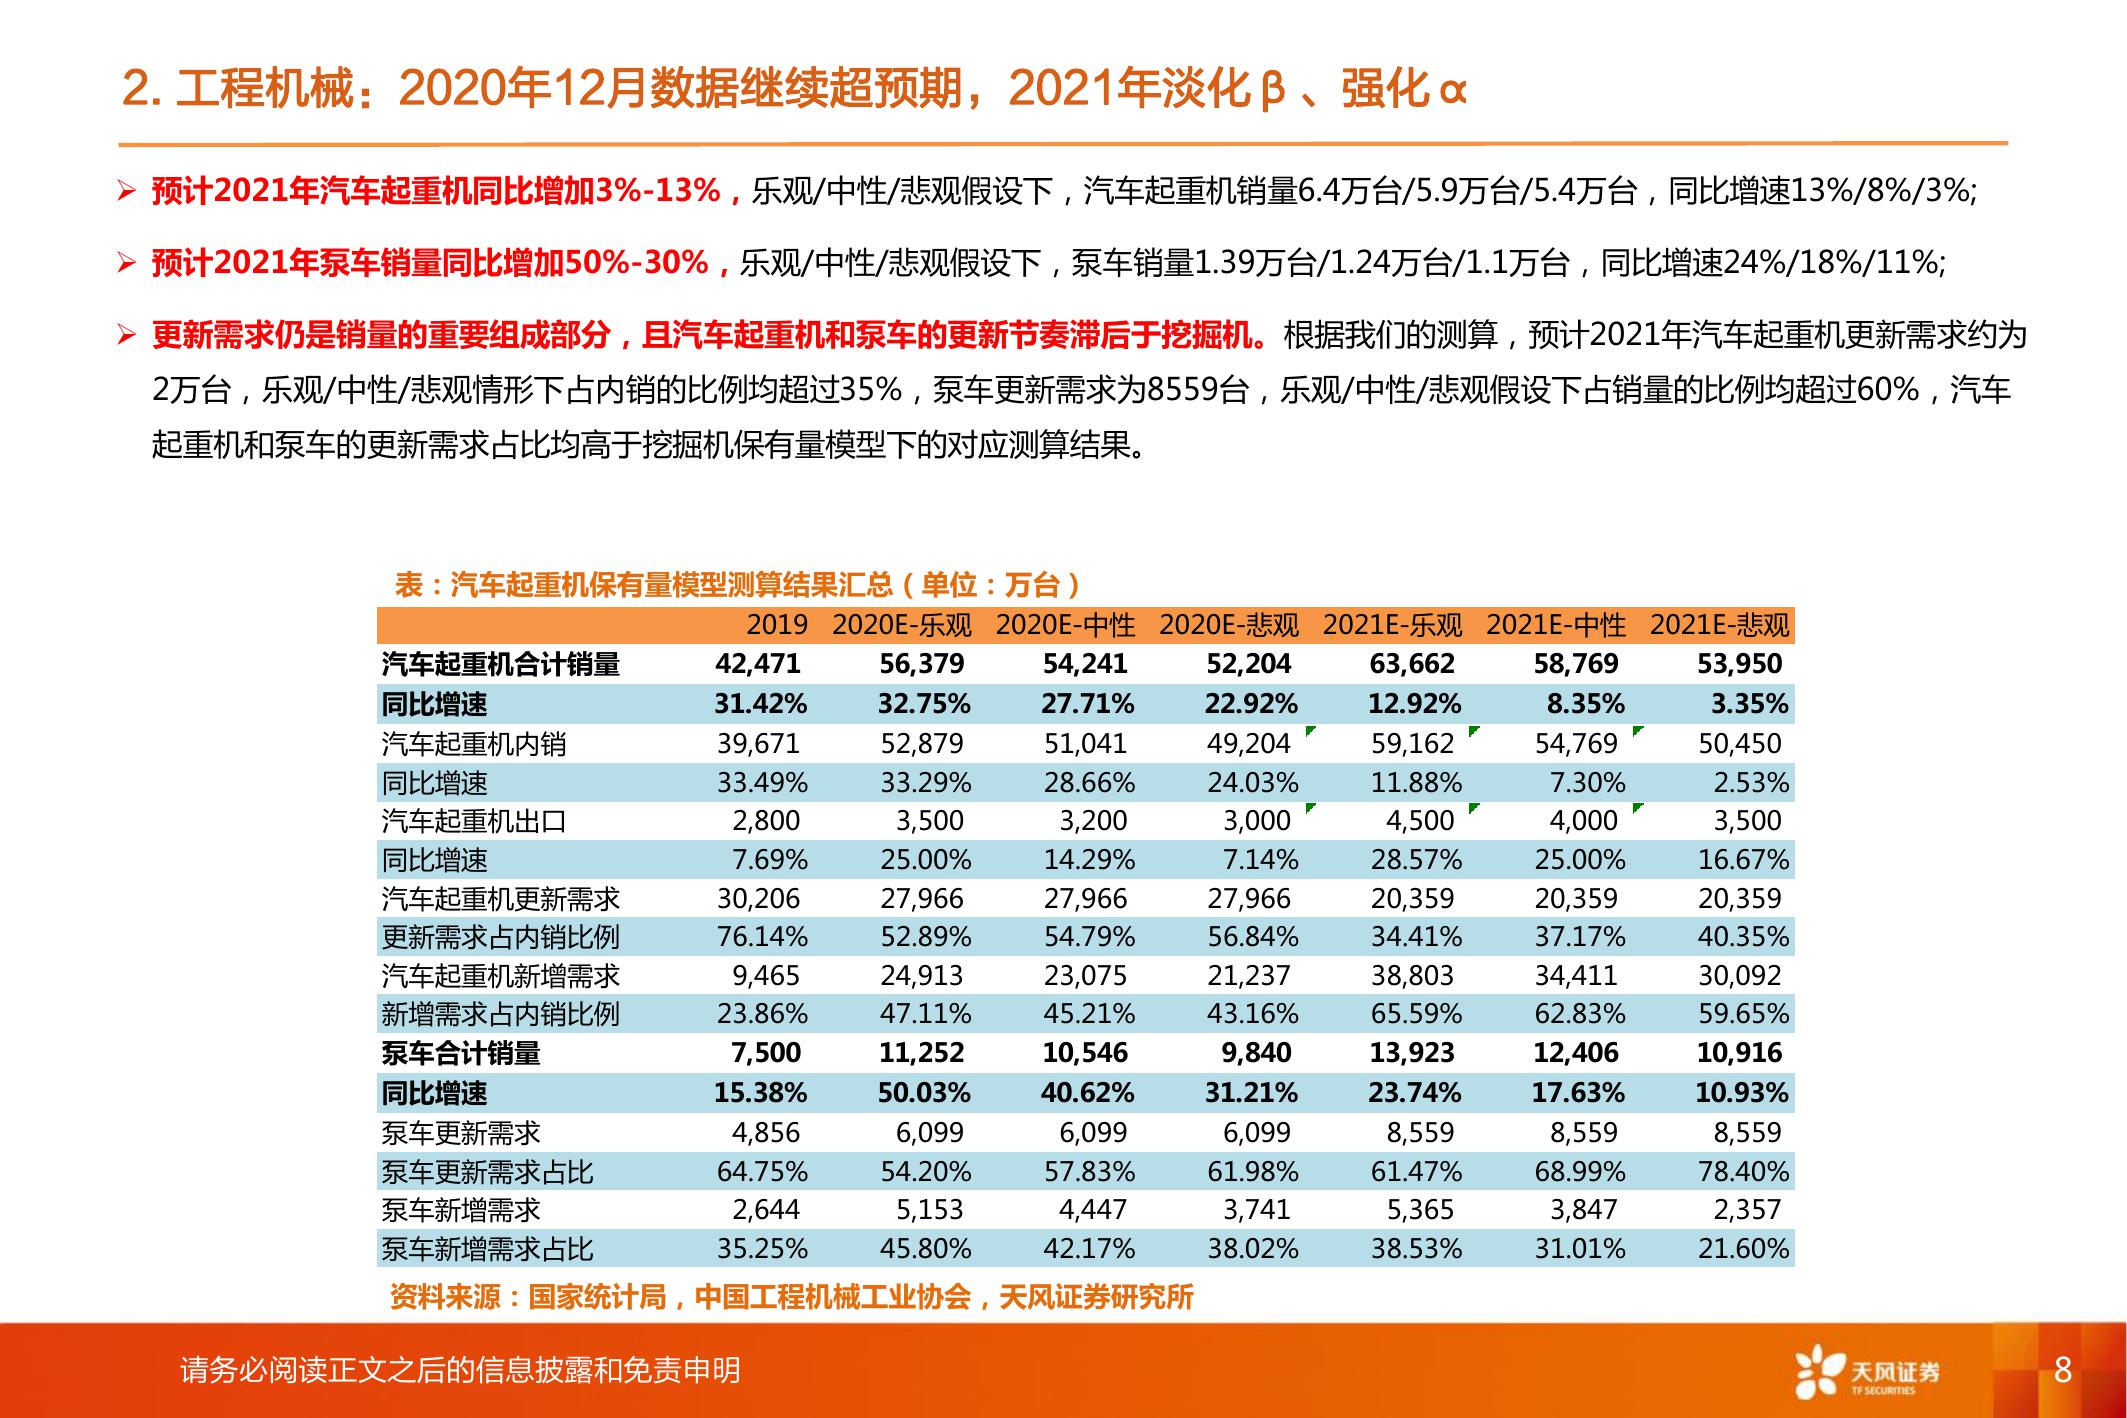 2. 工程机械：2020年12月数据继续超预期，2021年淡化β、强化α
➢ 预计2021年汽车起重机同比增加3%-13%，乐观/中性/悲观假设下，汽车起重机销量6.4万台/5.9万台/5.4万台，同比增速13%/8%/3%;
➢ 预计2021年泵车销量同比增加50%-30%，乐观/中性/悲观假设下，泵车销量1.39万台/1.24万台/1.1万台，同比增速24%/18%/11%;
➢ 更新需求仍是销量的重要组成部分，且汽车起重机和泵车的更新节奏滞后于挖掘机。根据我们的测算，预计2021年汽车起重机更新需求约为
2万台，乐观/中性/悲观情形下占内销的比例均超过35%，泵车更新需求为8559台，乐观/中性/悲观假设下占销量的比例均超过60%，汽车
起重机和泵车的更新需求占比均高于挖掘机保有量模型下的对应测算结果。
表：汽车起重机保有量模型测算结果汇总（单位：万台）
2019 2020E-乐观 2020E-中性 2020E-悲观 2021E-乐观 2021E-中性 2021E-悲观
汽车起重机合计销量 42,471 56,379 54,241 52,204 63,662 58,769 53,950
同比增速 31.42% 32.75% 27.71% 22.92% 12.92% 8.35% 3.35%
汽车起重机内销 39,671 52,879 51,041 49,204 59,162 54,769 50,450
同比增速 33.49% 33.29% 28.66% 24.03% 11.88% 7.30% 2.53%
汽车起重机出口 2,800 3,500 3,200 3,000 4,500 4,000 3,500
同比增速 7.69% 25.00% 14.29% 7.14% 28.57% 25.00% 16.67%
汽车起重机更新需求 30,206 27,966 27,966 27,966 20,359 20,359 20,359
更新需求占内销比例 76.14% 52.89% 54.79% 56.84% 34.41% 37.17% 40.35%
汽车起重机新增需求 9,465 24,913 23,075 21,237 38,803 34,411 30,092
新增需求占内销比例 23.86% 47.11% 45.21% 43.16% 65.59% 62.83% 59.65%
泵车合计销量 7,500 11,252 10,546 9,840 13,923 12,406 10,916
同比增速 15.38% 50.03% 40.62% 31.21% 23.74% 17.63% 10.93%
泵车更新需求 4,856 6,099 6,099 6,099 8,559 8,559 8,559
泵车更新需求占比 64.75% 54.20% 57.83% 61.98% 61.47% 68.99% 78.40%
泵车新增需求 2,644 5,153 4,447 3,741 5,365 3,847 2,357
泵车新增需求占比 35.25% 45.80% 42.17% 38.02% 38.53% 31.01% 21.60%
资料来源：国家统计局，中国工程机械工业协会，天风证券研究所
请务必阅读正文之后的信息披露和免责申明
天风证券
TF SECURITIES
8